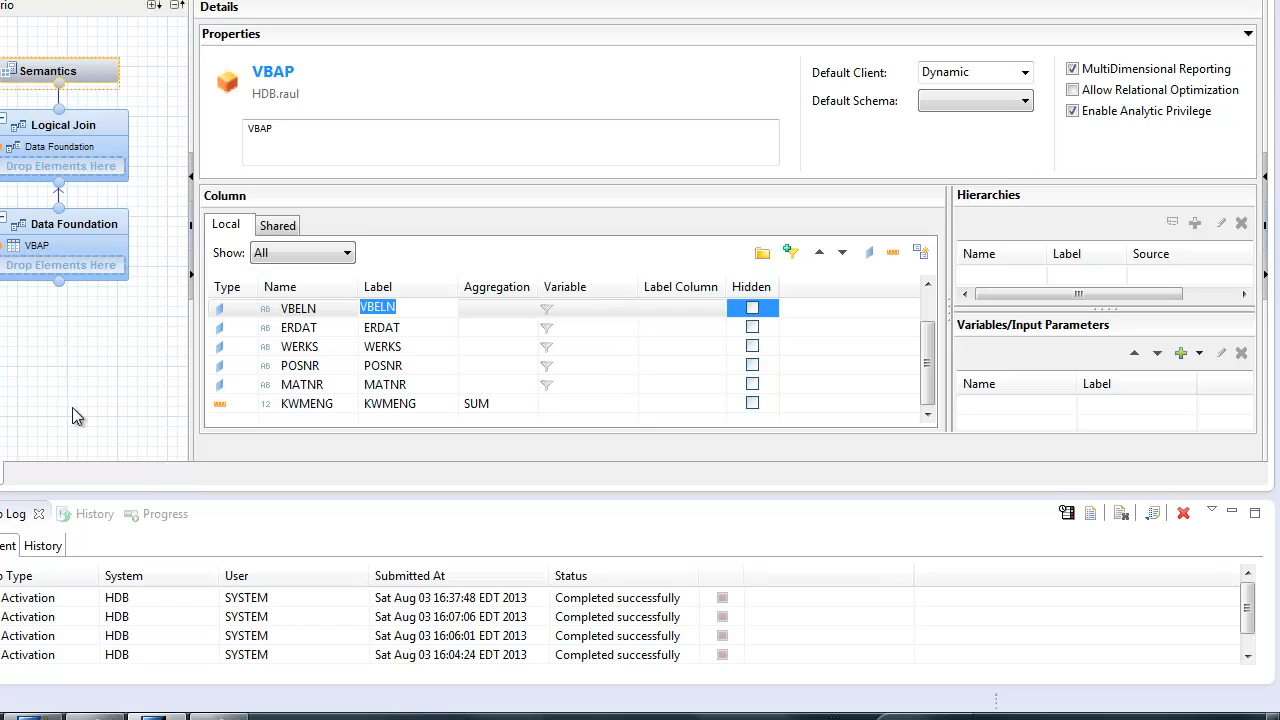 rio
Details
Properties
Semantics
VBAP
HDB.raul
VBAP
Default Client: Dynamic
Default Schema:
MultiDimensional Reporting
Allow Relational Optimization
Enable Analytic Privilege
Logical Join
Data Foundation
Drop Elements Here
Data Foundation
VBAP
Drop Elements Here
Column
Local Shared
Show: All
Type Name Label Aggregation Variable Label Column Hidden
AB VBELN VBELN
AB ERDAT ERDAT
AB WERKS WERKS
AB POSNR POSNR
AB MATNR MATNR
12 KWMENG KWMENG SUM
Hierarchies
Name Label Source
Variables/Input Parameters
Name Label
o Log History Progress
ent History
o Type System User Submitted At Status
Activation HDB SYSTEM Sat Aug 03 16:37:48 EDT 2013 Completed successfully
Activation HDB SYSTEM Sat Aug 03 16:07:06 EDT 2013 Completed successfully
Activation HDB SYSTEM Sat Aug 03 16:06:01 EDT 2013 Completed successfully
Activation HDB SYSTEM Sat Aug 03 16:04:24 EDT 2013 Completed successfully